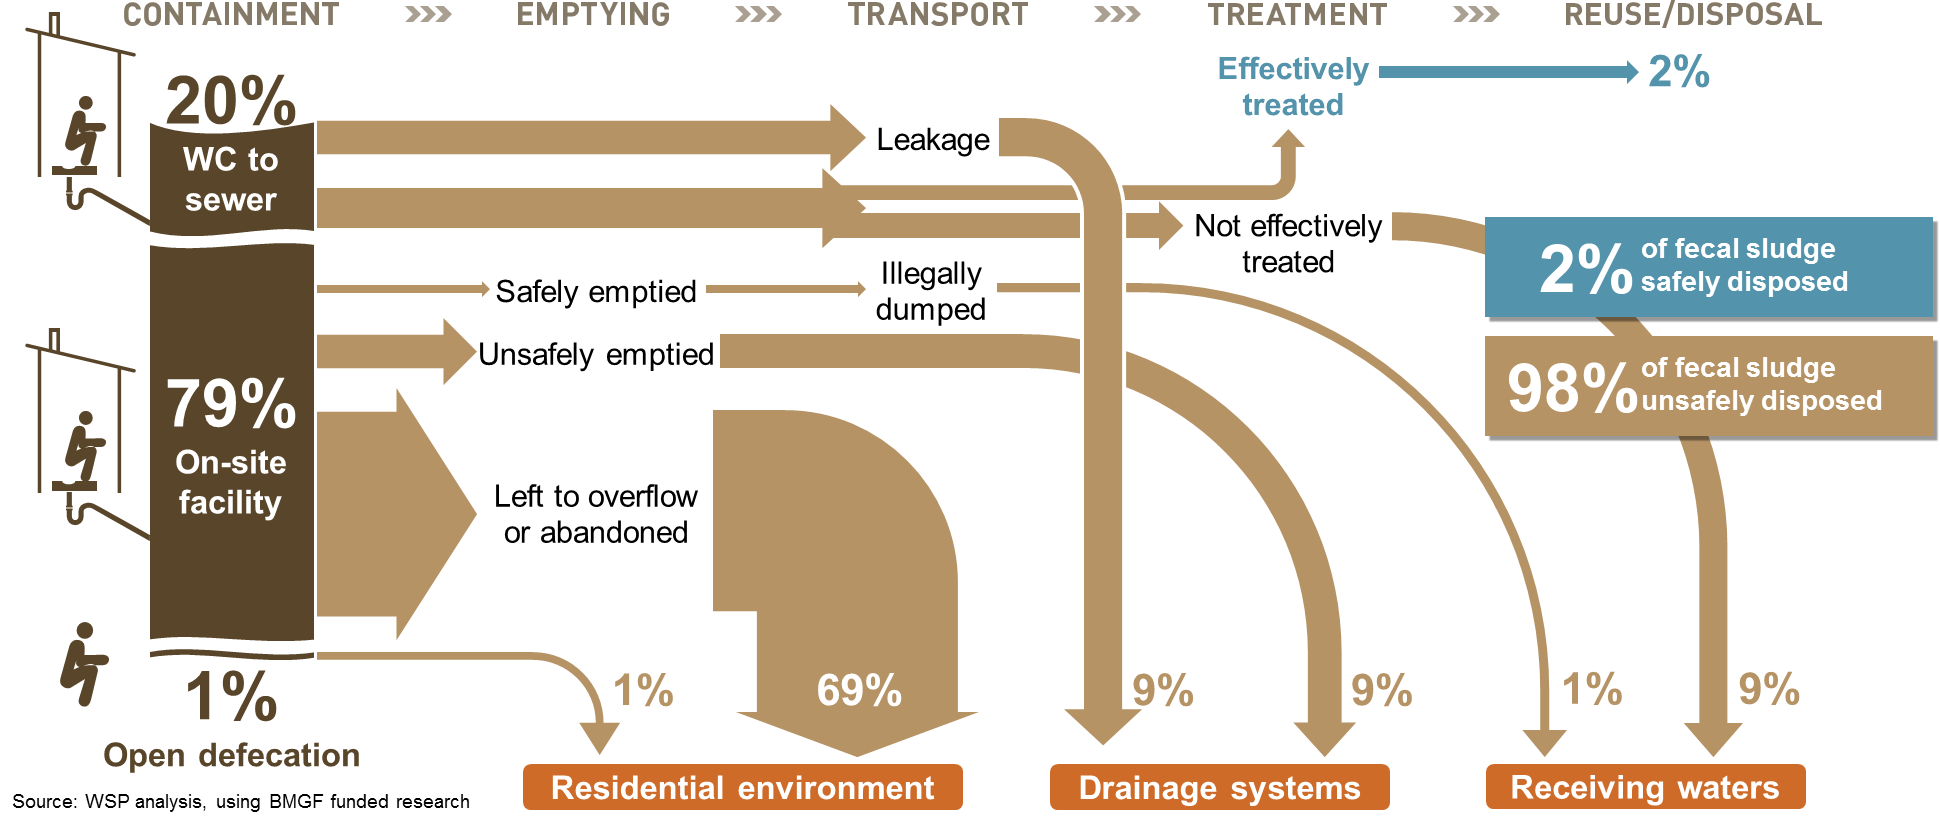 CONTAINMENT
EMPTYING
TRANSPORT
TREATMENT
REUSE/DISPOSAL
Effectively
treated
2%
20%
WC to
sewer
Leakage
Not effectively
treated
2%
of fecal sludge
safely disposed
Safely emptied
Illegally
dumped
Unsafely emptied
98%
of fecal sludge
unsafely disposed
79%
On-site
facility
Left to overflow
or abandoned
1%
Open defecation
1%
69%
9%
9%
1%
9%
Residential environment
Drainage systems
Receiving waters
Source: WSP analysis, using BMGF funded research